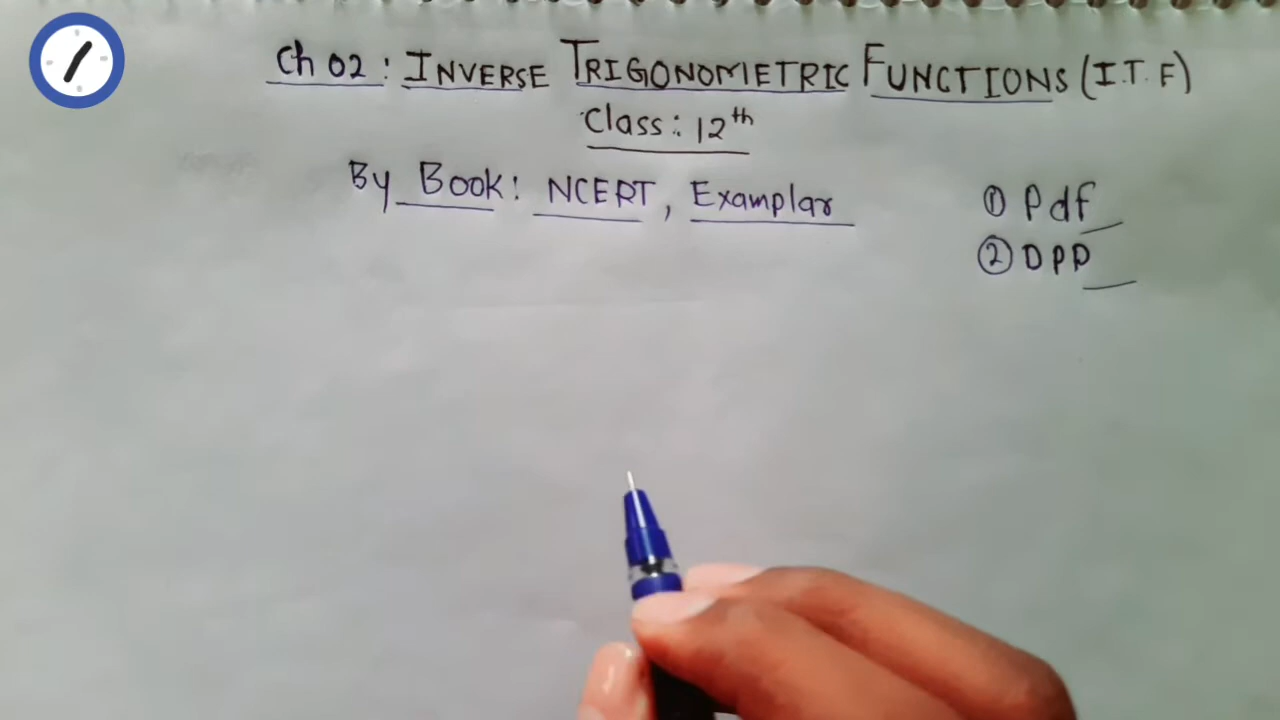 Ch 02 : INVERSE TRIGONOMETRIC FUNCTIONS (I.T.F)
Class: 12th
By Book: NCERT, Examplar
① Pdf
② DPP